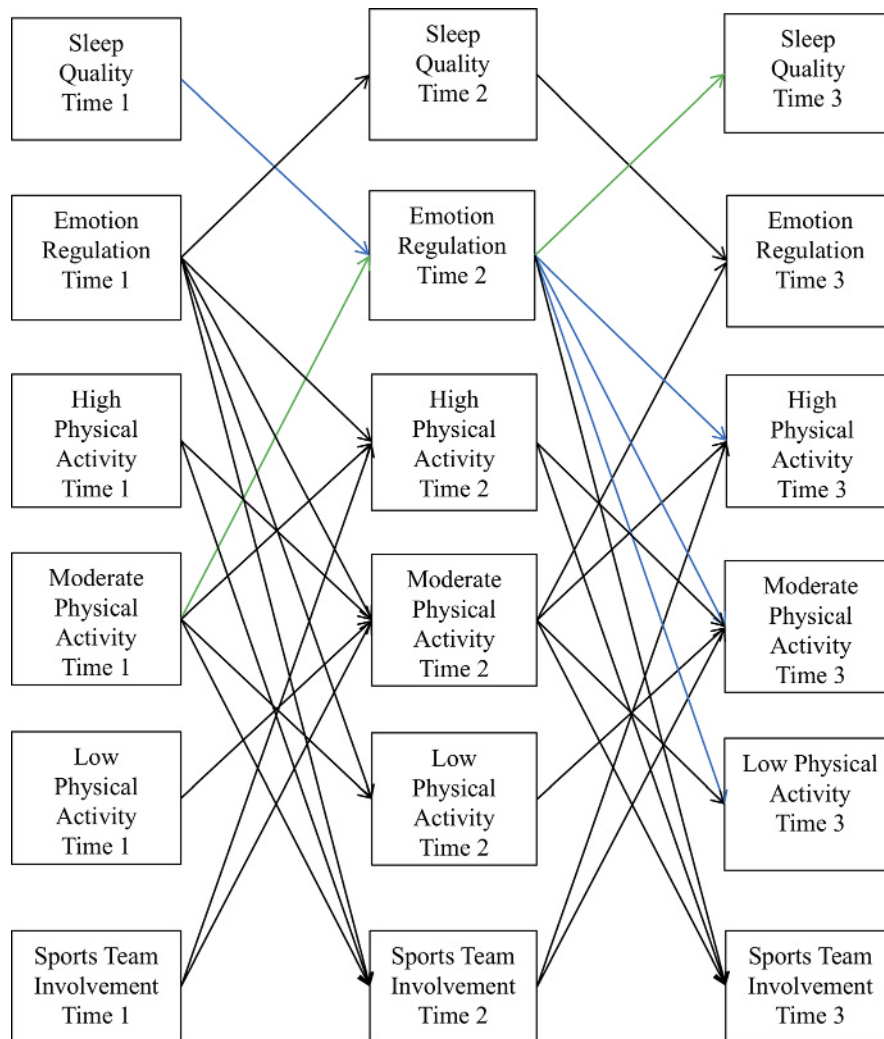 Sleep
Quality
Time 1
Sleep
Quality
Time 2
Sleep
Quality
Time 3
Emotion
Regulation
Time 1
Emotion
Regulation
Time 2
Emotion
Regulation
Time 3
High
Physical
Activity
Time 1
High
Physical
Activity
Time 2
High
Physical
Activity
Time 3
Moderate
Physical
Activity
Time 1
Moderate
Physical
Activity
Time 2
Moderate
Physical
Activity
Time 3
Low
Physical
Activity
Time 1
Low
Physical
Activity
Time 2
Low Physical
Activity
Time 3
Sports Team
Involvement
Time 1
Sports Team
Involvement
Time 2
Sports Team
Involvement
Time 3